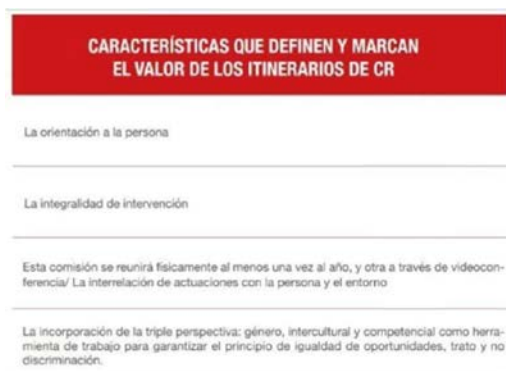 CARACTERÍSTICAS QUE DEFINEN Y MARCAN
EL VALOR DE LOS ITINERARIOS DE CR
La orientación a la persona
La integralidad de intervención
Esta comisión se reunirá físicamente al menos una vez al año, y otra a través de videocon-
ferencia/ La interrelación de actuaciones con la persona y el entorno
La incorporación de la triple perspectiva: género, intercultural y competencial como herra-
mienta de trabajo para garantizar el principio de igualdad de oportunidades, trato y no
discriminación.